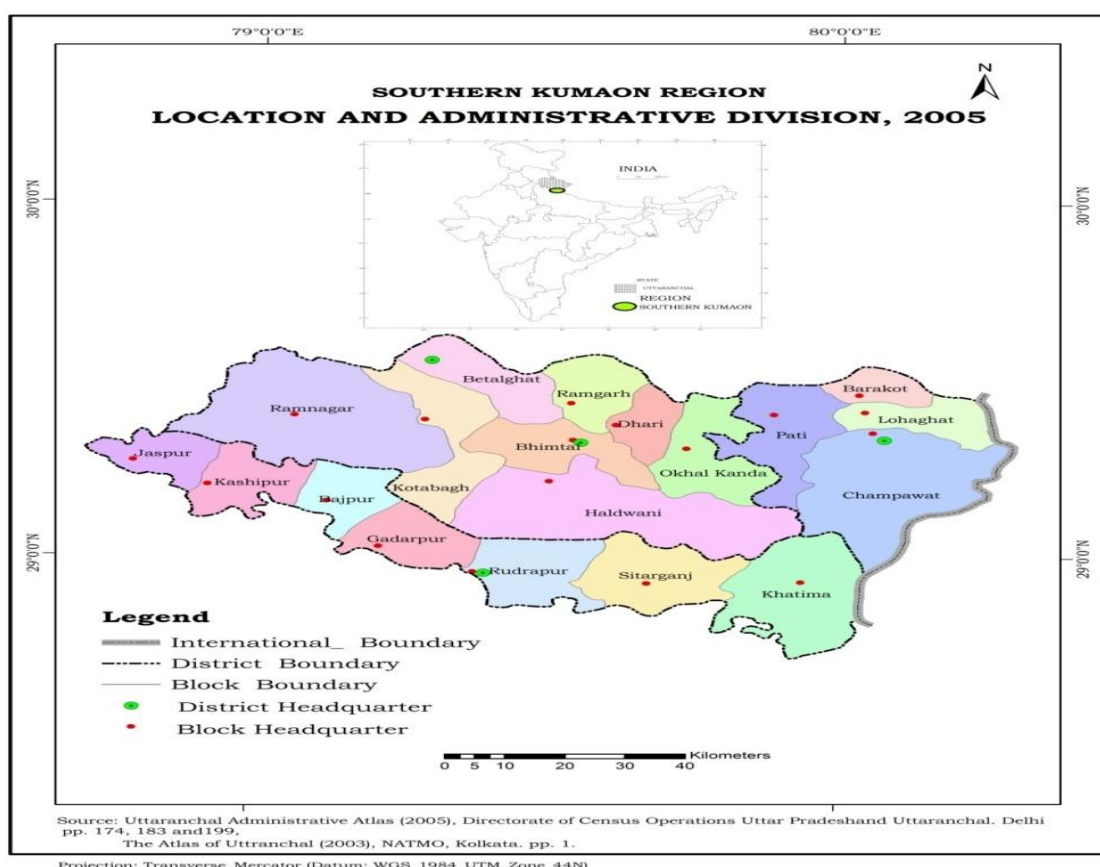 79°0'0"E
80°0'0"E
N
SOUTHERN KUMAON REGION
LOCATION AND ADMINISTRATIVE DIVISION, 2005
INDIA
30°0'0"N
30°0'0"N
STATE
UTTARANCHAL
REGION
SOUTHERN KUMAON
Betalghat
Ramgarh
Barakot
Ramnagar
Dhari
Lohaghat
Pati
Bhimtal
Jaspur
Okhal Kanda
Kashipur
Kotabagh
Champawat
Bajpur
Haldwani
Gadarpur
29°0'0"N
29°0'0"N
Rudrapur
Sitarganj
Khatima
Legend
International_ Boundary
District Boundary
Block Boundary
District Headquarter
Block Headquarter
Kilometers
0 5 10 20 30 40
Source: Uttaranchal Administrative Atlas (2005), Directorate of Census Operations Uttar Pradeshand Uttaranchal. Delhi
pp. 174, 183 and199,
The Atlas of Uttranchal (2003), NATMO, Kolkata. pp. 1.
Projection: Transverse Mercator (Datum: WGS 1984 UTM Zone 44N)